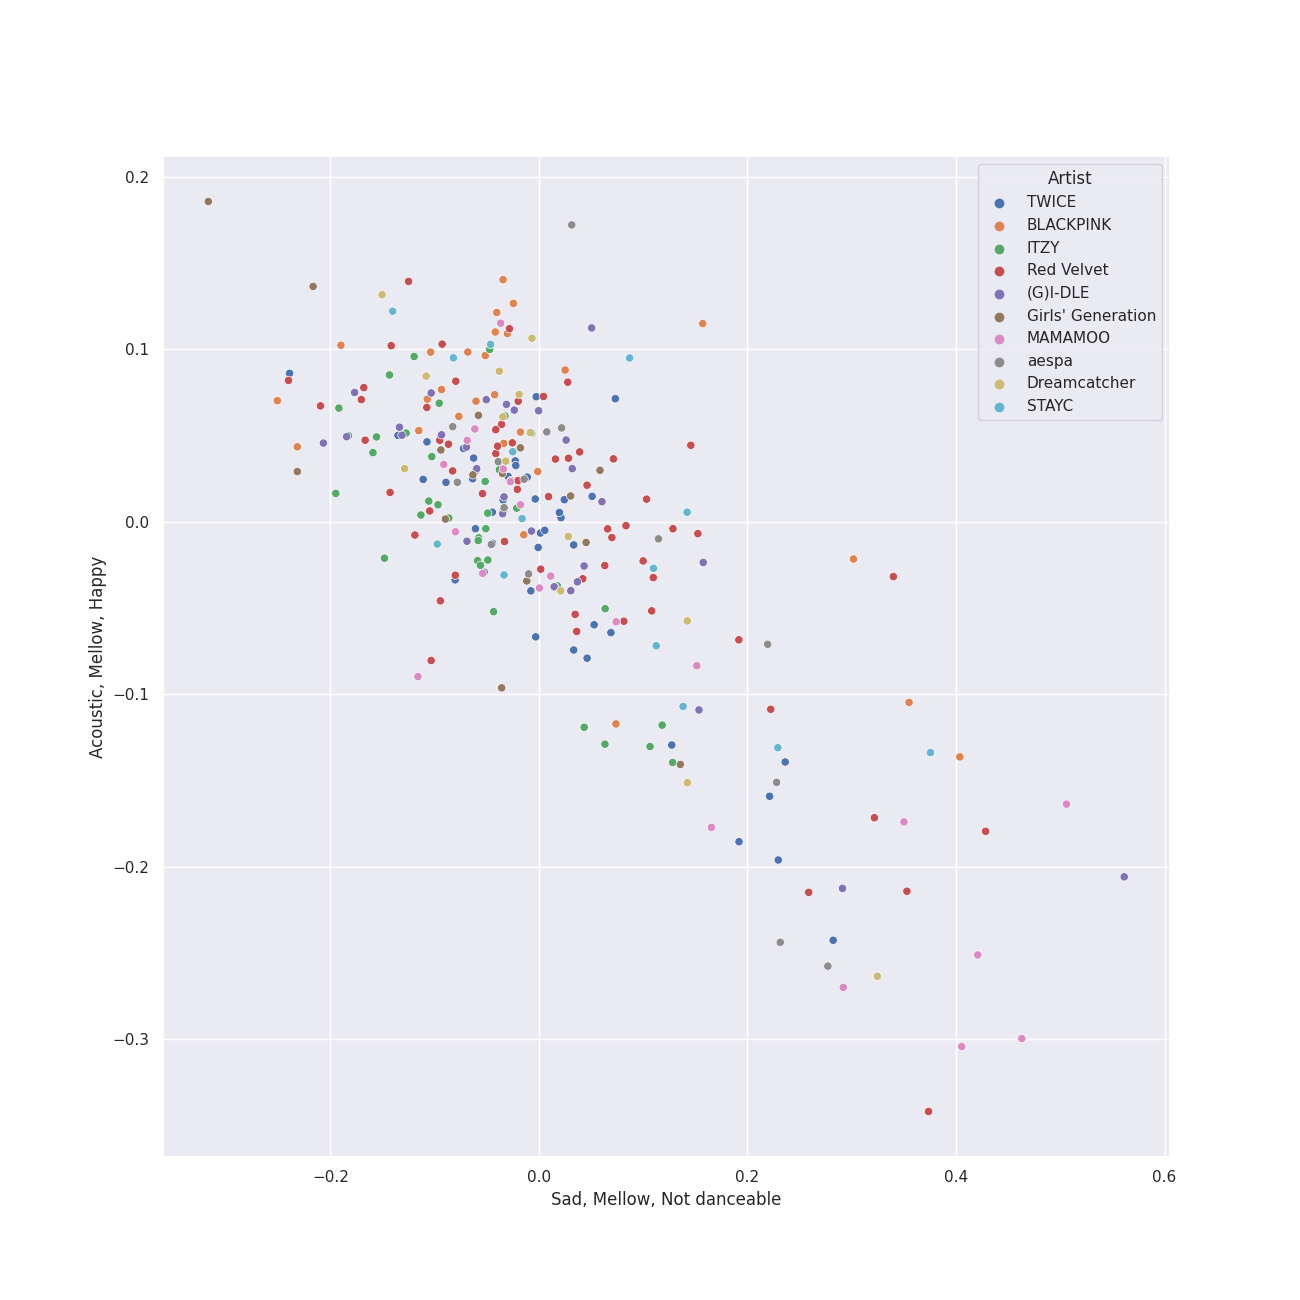 Artist
TWICE
BLACKPINK
ITZY
Red Velvet
(G)I-DLE
Girls' Generation
MAMAMOO
aespa
Dreamcatcher
STAYC
0.2
0.1
0.0
−0.1
−0.2
−0.3
Acoustic, Mellow, Happy
−0.2
0.0
0.2
0.4
0.6
Sad, Mellow, Not danceable